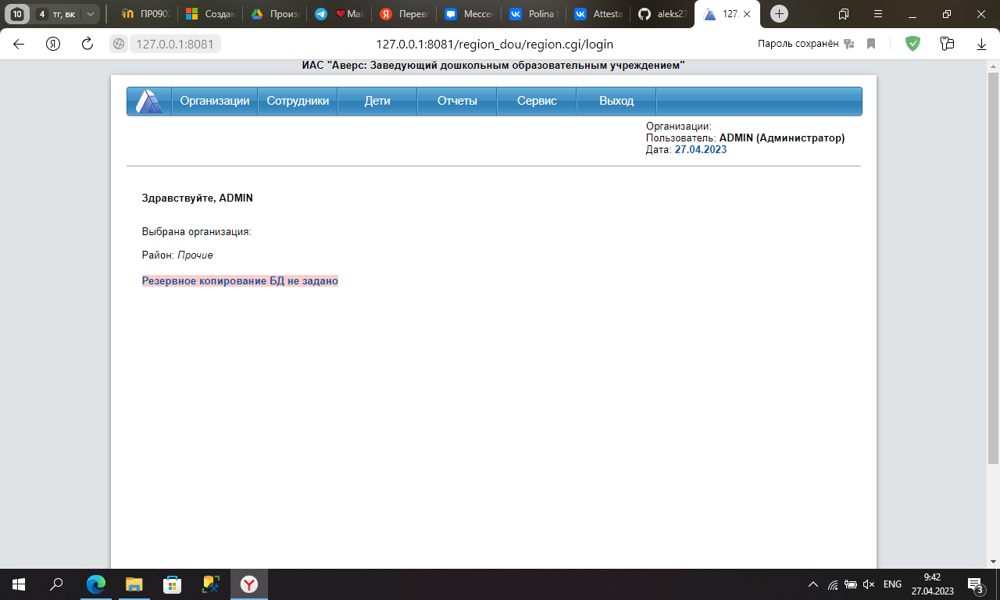 10
4 тг, вк
ПР0902
Создан
Произ
Май
Перево
Мессен
Polina
Attesta
aleks27
127.
127.0.0.1:8081
127.0.0.1:8081/region_dou/region.cgi/login
Пароль сохранён
ИАС "Аверс: Заведующий дошкольным образовательным учреждением"
Организации Сотрудники Дети Отчеты Сервис Выход
Организации:
Пользователь: ADMIN (Администратор)
Дата: 27.04.2023
Здравствуйте, ADMIN
Выбрана организация:
Район: Прочие
Резервное копирование БД не задано
ENG
9:42
27.04.2023
3